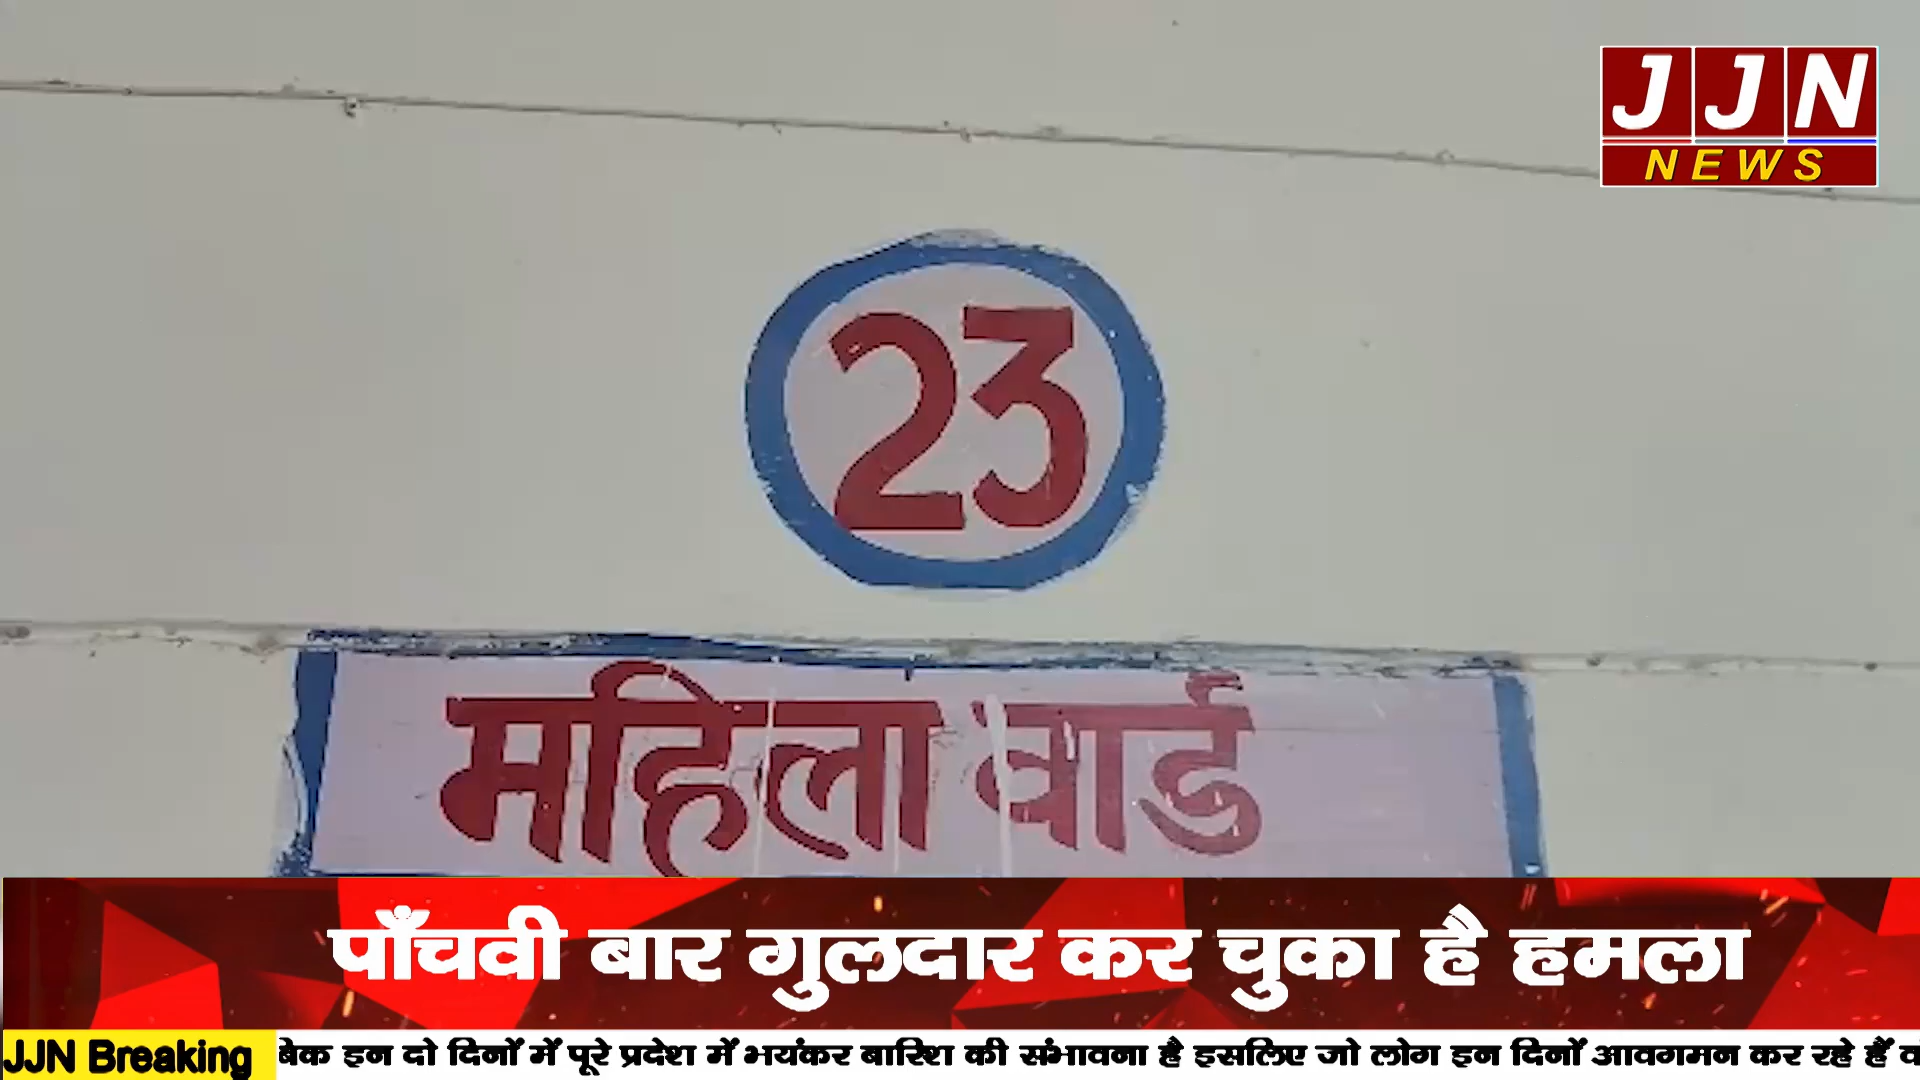 JJN
NEWS
23
महिला वार्ड
पाँचवी बार गुलदार कर चुका है हमला
JJN Breaking
इन दो दिनों में पूरे प्रदेश में भयंकर बारिश की संभावना है इसलिए जो लोग इन दिनों आवगमन कर रहे हैं